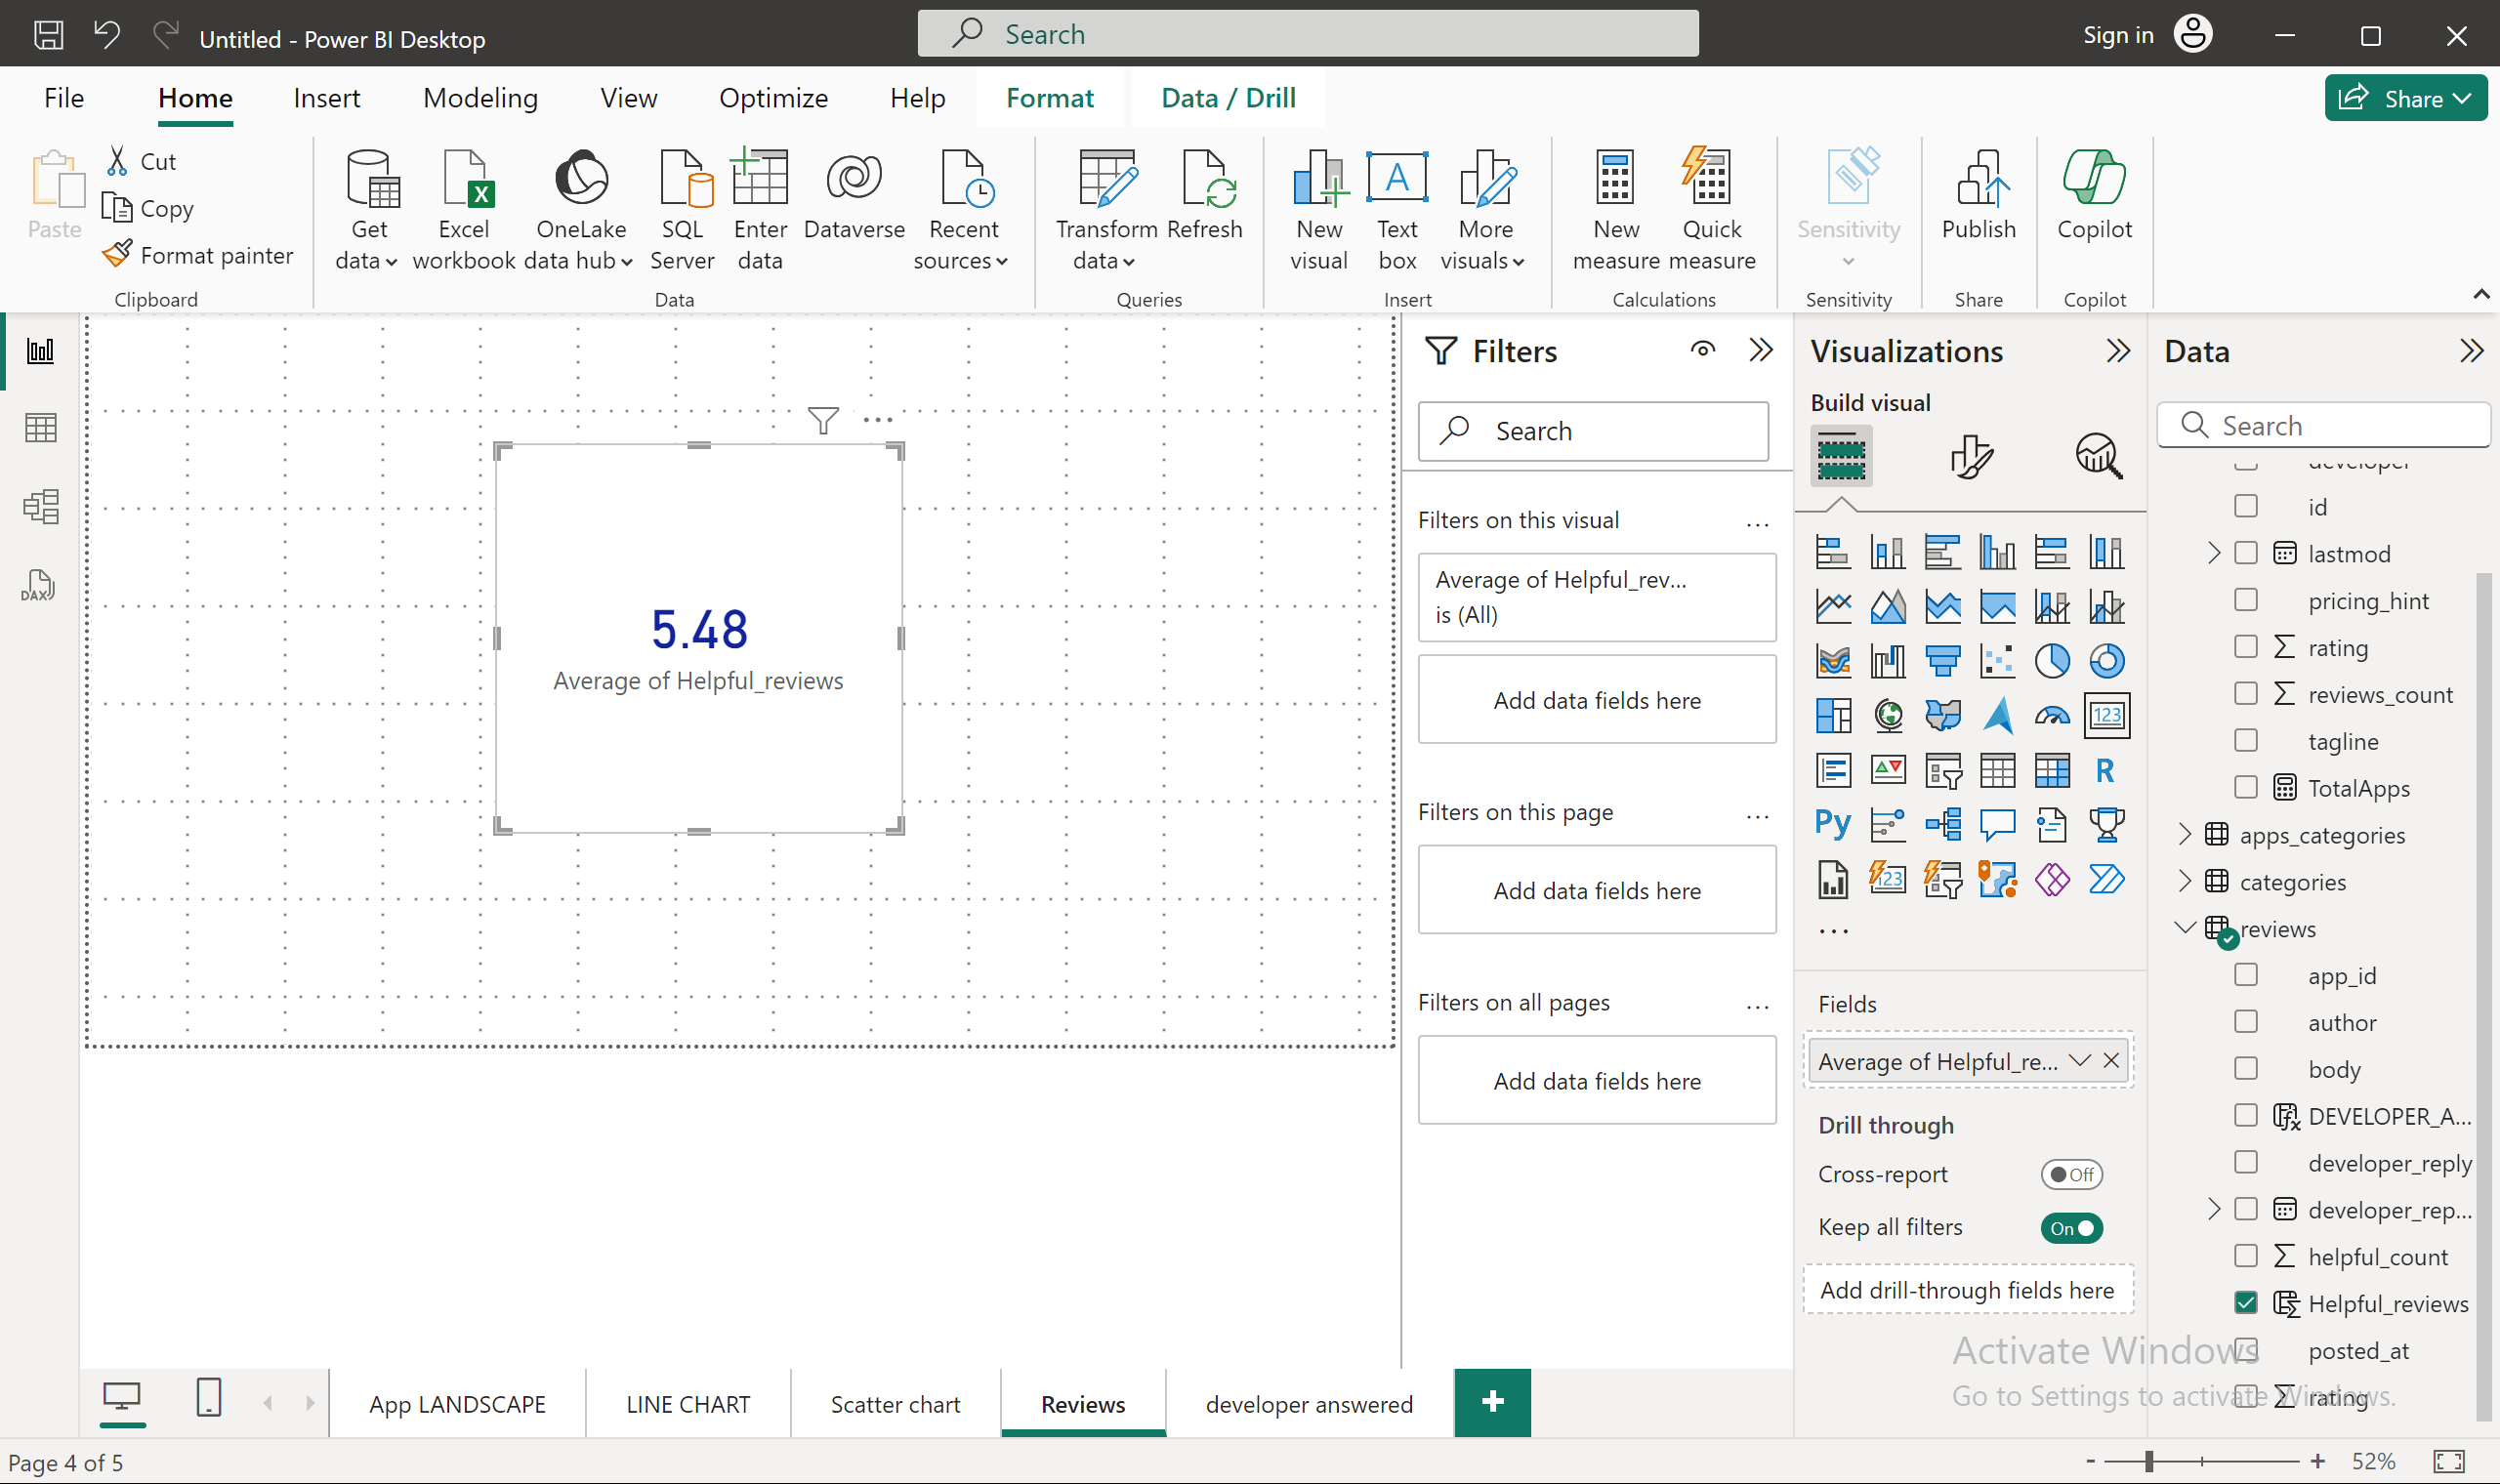 Untitled - Power BI Desktop
Search
Sign in
File
Home
Insert
Modeling
View
Optimize
Help
Format
Data / Drill
Share
Paste
Cut
Copy
Format painter
Clipboard
Get
data
Excel
workbook
OneLake
data hub
SQL
Server
Enter
data
Dataverse
Recent
sources
Data
Transform
data
Refresh
Queries
New
visual
Text
box
More
visuals
Insert
New
measure
Quick
measure
Calculations
Sensitivity
Sensitivity
Publish
Share
Copilot
Copilot
DAX
5.48
Average of Helpful_reviews
Filters
Search
Filters on this visual
...
Average of Helpful_rev...
is (All)
Add data fields here
Filters on this page
...
Add data fields here
Filters on all pages
...
Add data fields here
Visualizations
Build visual
123
R
Py
123
...
Fields
Average of Helpful_re...
Drill through
Cross-report
Off
Keep all filters
On
Add drill-through fields here
Data
Search
developer
id
lastmod
pricing_hint
rating
reviews_count
tagline
TotalApps
apps_categories
categories
reviews
app_id
author
body
DEVELOPER_A...
developer_reply
developer_rep...
helpful_count
Helpful_reviews
posted_at
rating
Activate Windows
Go to Settings to activate Windows.
App LANDSCAPE
LINE CHART
Scatter chart
Reviews
developer answered
+
Page 4 of 5
-
+
52%